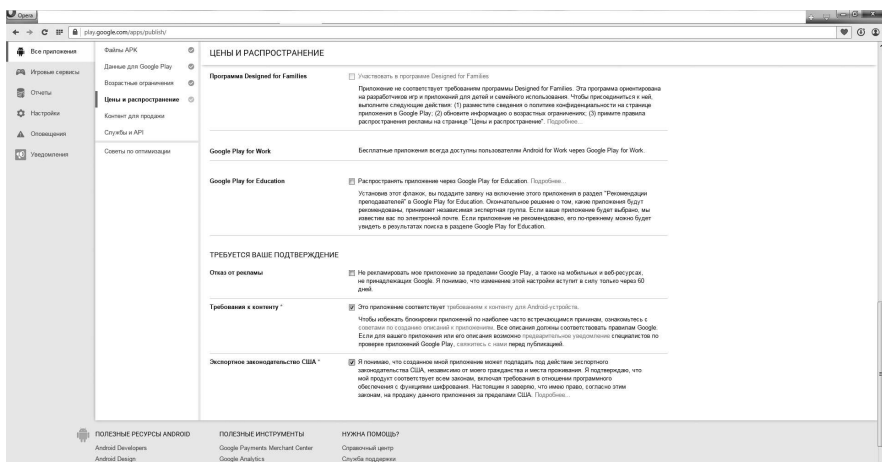 Opera
play.google.com/apps/publish/
Все приложения
Игровые сервисы
Отчеты
Настройки
Оповещения
Уведомления
Файлы APK
Данные для Google Play
Возрастные ограничения
Цены и распространение
Контент для продажи
Службы и API
Советы по оптимизации
ЦЕНЫ И РАСПРОСТРАНЕНИЕ
Программа Designed for Families
Участвовать в программе Designed for Families
Приложение не соответствует требованиям программы Designed for Families. Эта программа ориентирована
на разработчиков игр и приложений для детей и семейного использования. Чтобы присоединиться к ней,
выполните следующие действия: (1) разместите сведения о политике конфиденциальности на странице
приложения в Google Play; (2) обновите информацию о возрастных ограничениях; (3) примите правила
распространения рекламы на странице "Цены и распространение". Подробнее...
Google Play for Work
Бесплатные приложения всегда доступны пользователям Android for Work через Google Play for Work.
Google Play for Education
Распространять приложение через Google Play for Education. Подробнее...
Установив этот флажок, вы подадите заявку на включение этого приложения в раздел "Рекомендации
преподавателей" в Google Play for Education. Окончательное решение о том, какие приложения будут
рекомендованы, принимает независимая экспертная группа. Если ваше приложение будет выбрано, мы
известим вас по электронной почте. Если приложение не рекомендовано, его по-прежнему можно будет
увидеть в результатах поиска в разделе Google Play for Education.
ТРЕБУЕТСЯ ВАШЕ ПОДТВЕРЖДЕНИЕ
Отказ от рекламы
Не рекламировать мое приложение за пределами Google Play, а также на мобильных и веб-ресурсах,
не принадлежащих Google. Я понимаю, что изменение этой настройки вступит в силу только через 60
дней.
Требования к контенту *
Это приложение соответствует требованиям к контенту для Android-устройств.
Чтобы избежать блокировки приложений по наиболее часто встречающимся причинам, ознакомьтесь с
советами по созданию описаний к приложениям. Все описания должны соответствовать правилам Google.
Если для вашего приложения или его описания возможно предварительное уведомление специалистов по
проверке приложений Google Play, свяжитесь с нами перед публикацией.
Экспортное законодательство США *
Я понимаю, что созданное мной приложение может подпадать под действие экспортного
законодательства США, независимо от моего гражданства и места проживания. Я подтверждаю, что
мой продукт соответствует всем законам, включая требования в отношении программного
обеспечения с функциями шифрования. Настоящим я заверяю, что имею право, согласно этим
законам, на продажу данного приложения за пределами США. Подробнее...
ПОЛЕЗНЫЕ РЕСУРСЫ ANDROID
Android Developers
Android Design
ПОЛЕЗНЫЕ ИНСТРУМЕНТЫ
Google Payments Merchant Center
Google Analytics
НУЖНА ПОМОЩЬ?
Справочный центр
Служба поддержки